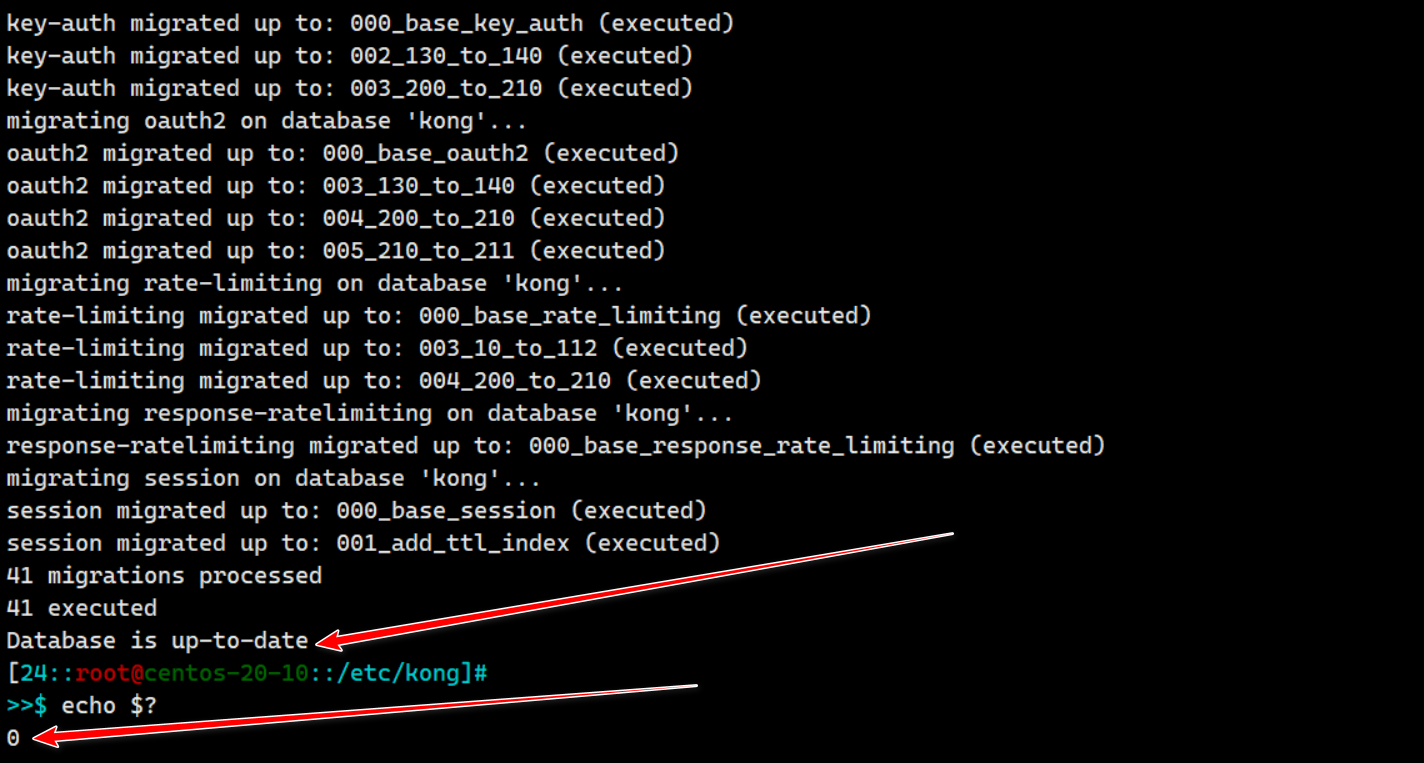 key-auth migrated up to: 000_base_key_auth (executed)
key-auth migrated up to: 002_130_to_140 (executed)
key-auth migrated up to: 003_200_to_210 (executed)
migrating oauth2 on database 'kong'...
oauth2 migrated up to: 000_base_oauth2 (executed)
oauth2 migrated up to: 003_130_to_140 (executed)
oauth2 migrated up to: 004_200_to_210 (executed)
oauth2 migrated up to: 005_210_to_211 (executed)
migrating rate-limiting on database 'kong'...
rate-limiting migrated up to: 000_base_rate_limiting (executed)
rate-limiting migrated up to: 003_10_to_112 (executed)
rate-limiting migrated up to: 004_200_to_210 (executed)
migrating response-ratelimiting on database 'kong'...
response-ratelimiting migrated up to: 000_base_response_rate_limiting (executed)
migrating session on database 'kong'...
session migrated up to: 000_base_session (executed)
session migrated up to: 001_add_ttl_index (executed)
41 migrations processed
41 executed
Database is up-to-date
[24::root@centos-20-10::/etc/kong]#
>>$ echo $?
0